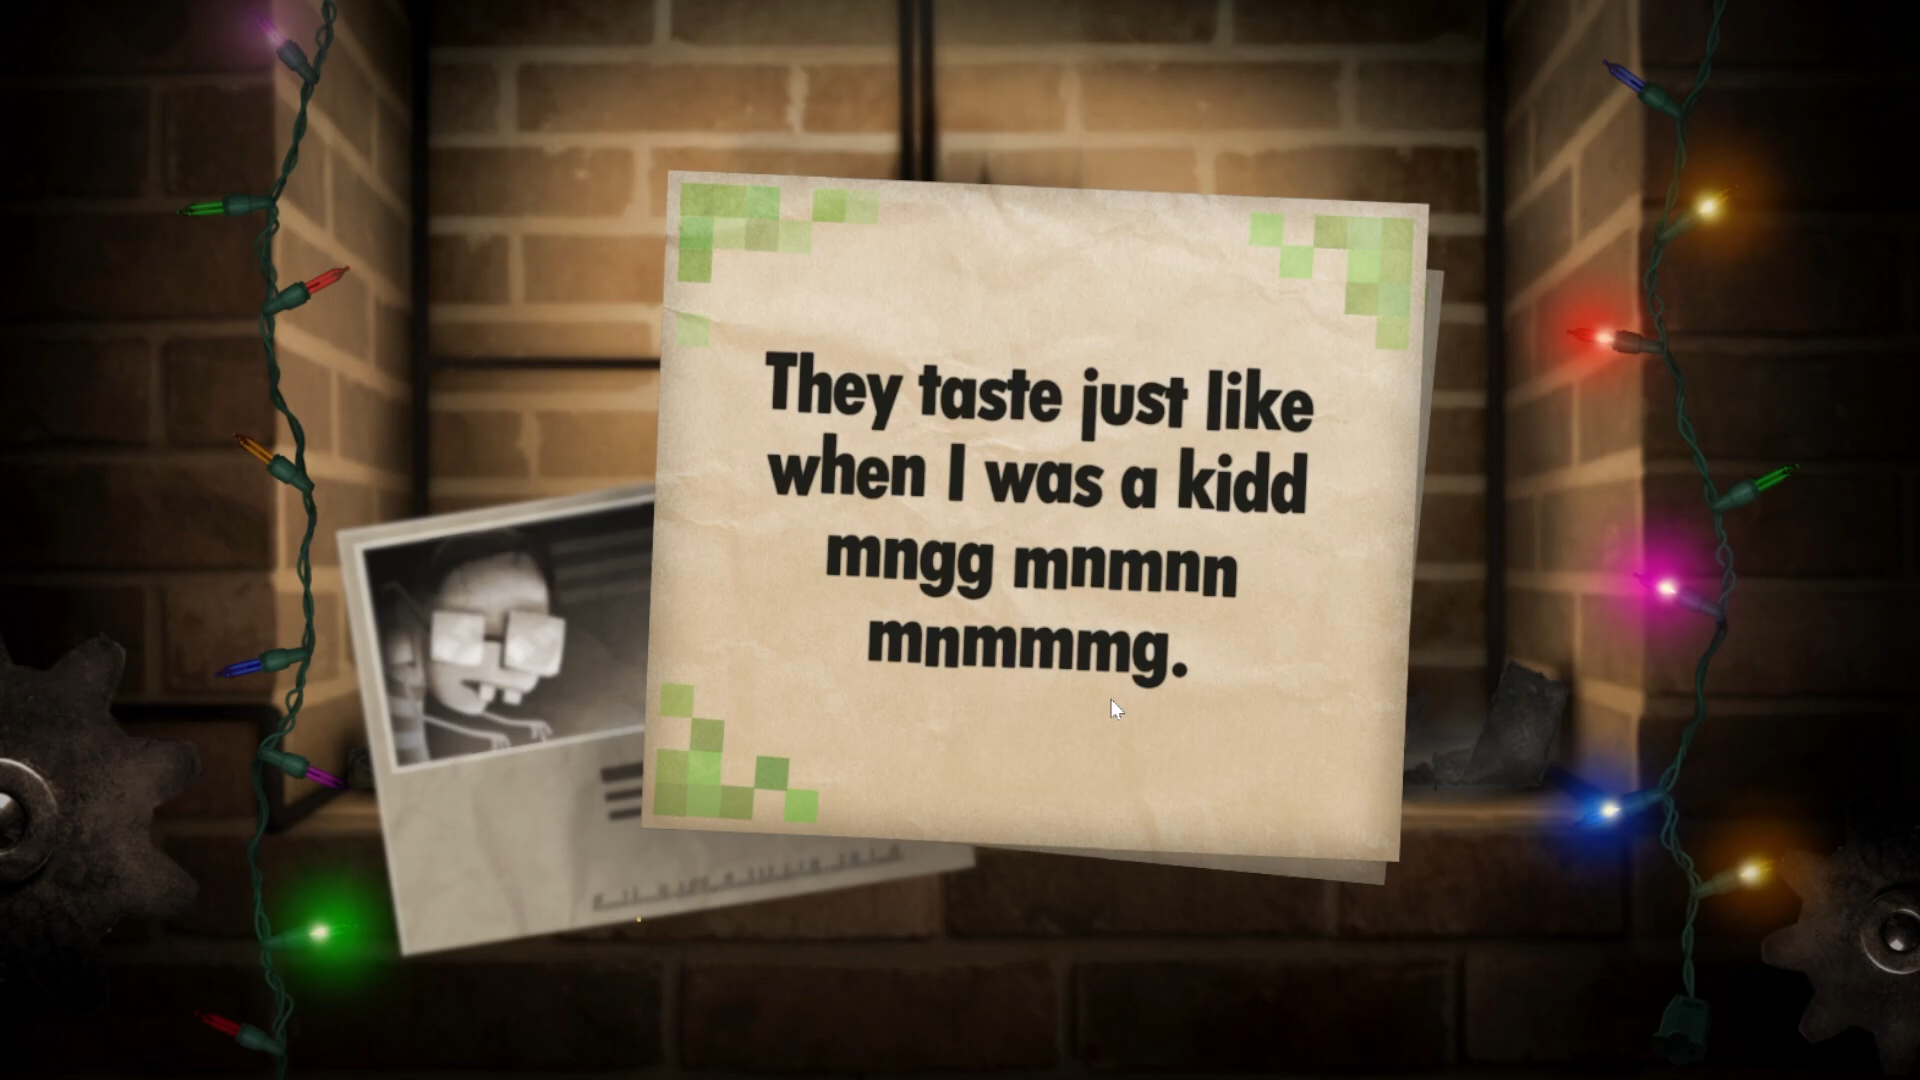 They taste just like
when I was a kidd
mngg mnmnn
mnmmmg.